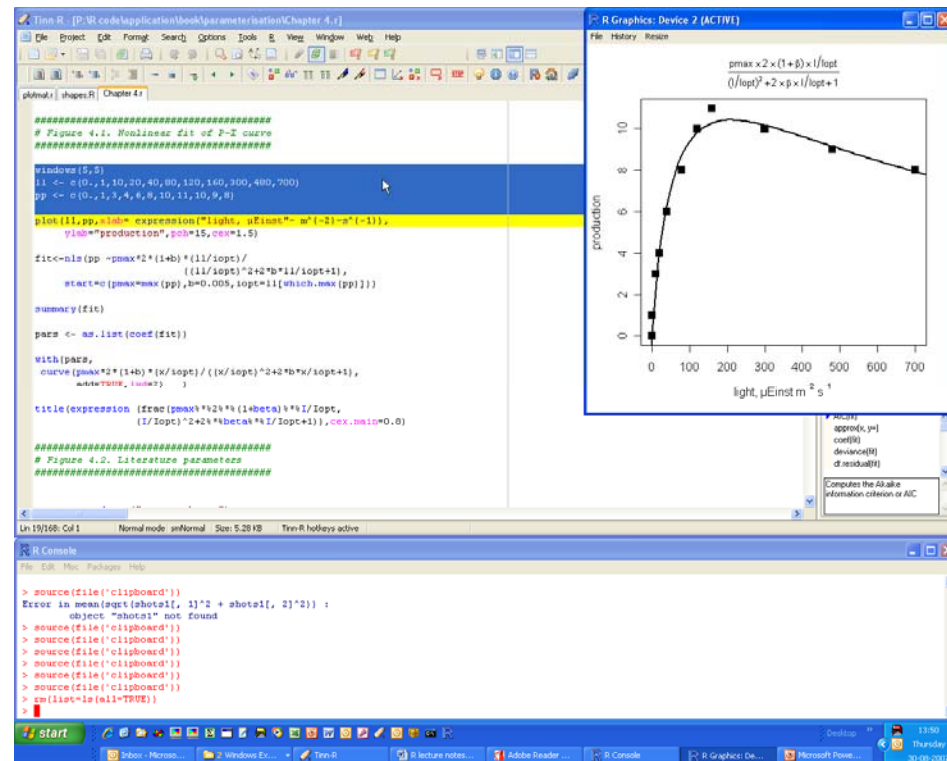 Tinn-R - [P:\R code\application\book\parameterisation\Chapter 4.r]
File Project Edit Format Search Options Tools R View Window Web Help
plotmat.r shapes.R Chapter 4.r
########################################
# Figure 4.1. Nonlinear fit of P-I curve
########################################
windows(5,5)
ll <- c(0.,1,10,20,40,80,120,160,300,480,700)
pp <- c(0.,1,3,4,6,8,10,11,10,9,8)
plot(ll,pp,xlab= expression("light, µEinst"~ m^{-2}~s^{-1}),
ylab="production",pch=15,cex=1.5)
fit<-nls(pp ~pmax*2*(1+b)*(ll/iopt)/
((ll/iopt)^2+2*b*ll/iopt+1),
start=c(pmax=max(pp),b=0.005,iopt=ll[which.max(pp)]))
summary(fit)
pars <- as.list(coef(fit))
with(pars,
curve(pmax*2*(1+b)*(x/iopt)/((x/iopt)^2+2*b*x/iopt+1),
add=TRUE,lwd=2) )
title(expression (frac(pmax%*%2%*%(1+beta)%*%I/Iopt,
(I/Iopt)^2+2%*%beta%*%I/Iopt+1)),cex.main=0.8)
########################################
# Figure 4.2. Literature parameters
########################################
Lin 19/168: Col 1 Normal mode smNormal Size: 5.28 KB Tinn-R hotkeys active
R Graphics: Device 2 (ACTIVE)
File History Resize
pmax × 2 × (1 + β) × I/Iopt
(I/Iopt)² + 2 × β × I/Iopt + 1
production
10
8
6
4
2
0
0 100 200 300 400 500 600 700
light, µEinst m ⁻² s ⁻¹
AIC(fit)
approx(x, y=)
coef(fit)
deviance(fit)
df.residual(fit)
Computes the Akaike
information criterion or AIC
R Console
File Edit Misc Packages Help
> source(file('clipboard'))
Error in mean(sqrt(shots1[, 1]^2 + shots1[, 2]^2)) :
object "shots1" not found
> source(file('clipboard'))
> source(file('clipboard'))
> source(file('clipboard'))
> source(file('clipboard'))
> source(file('clipboard'))
> rm(list=ls(all=TRUE))
>
start
Desktop
13:50
Thursday
Inbox - Microso... 2 Windows Ex... Tinn-R R lecture notes... Adobe Reader ... R Console R Graphics: De... Microsoft Powe...